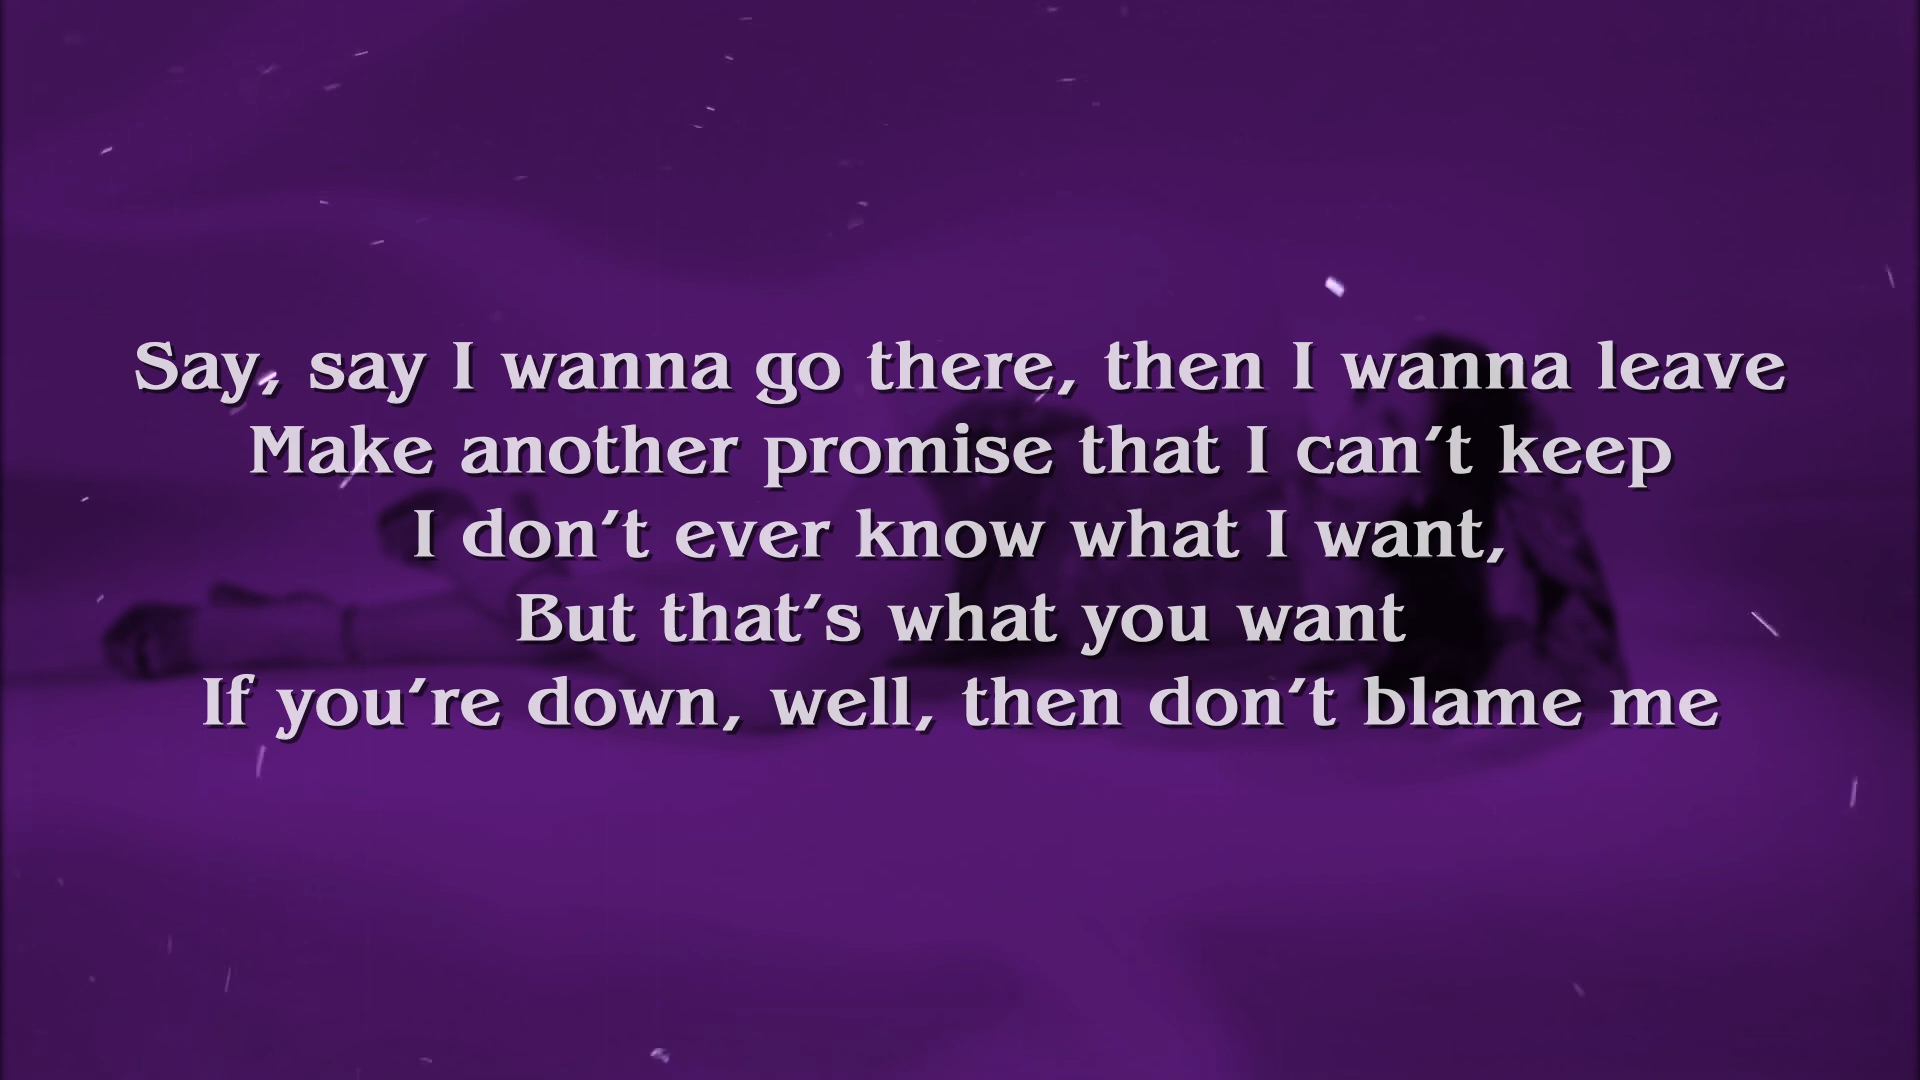 Say, say I wanna go there, then I wanna leave
Make another promise that I can't keep
I don't ever know what I want,
But that's what you want
If you're down, well, then don't blame me